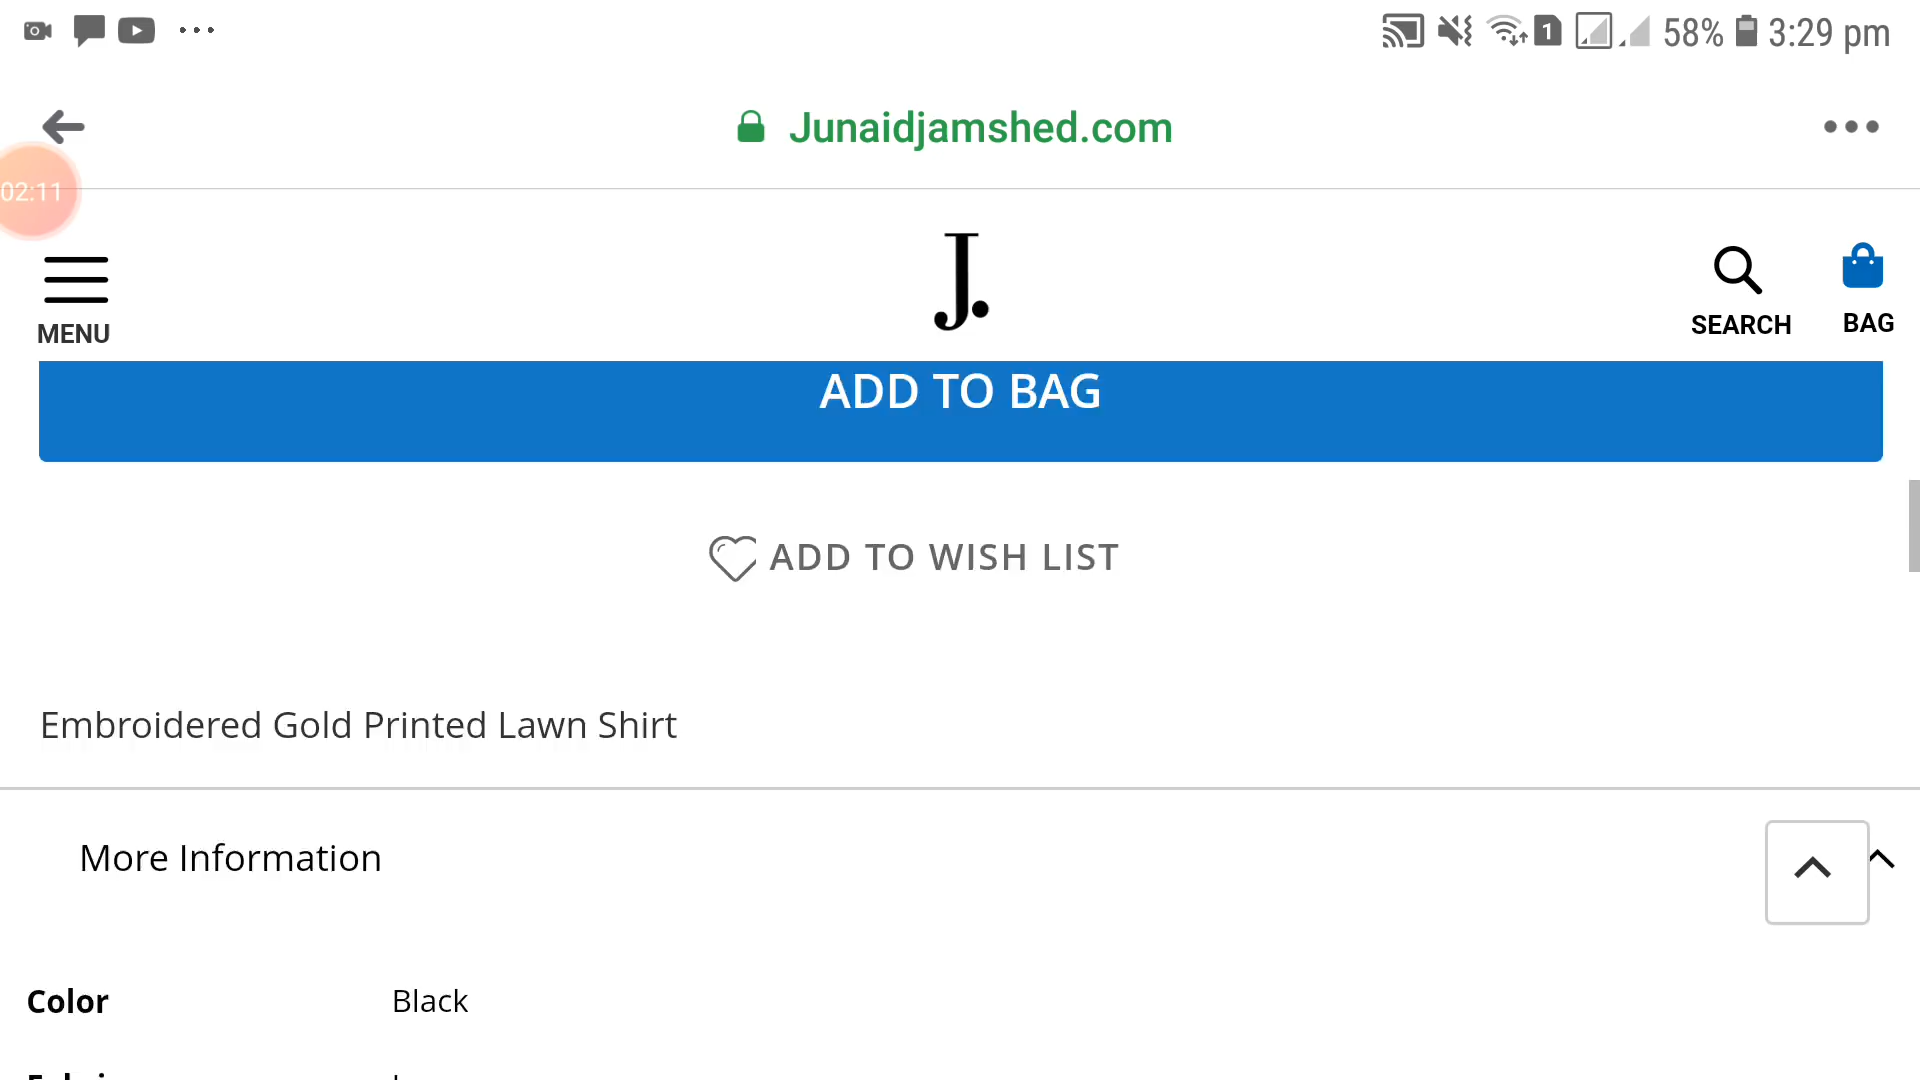 1 58% 3:29 pm
Junaidjamshed.com
02:11
J.
MENU
SEARCH
BAG
ADD TO BAG
ADD TO WISH LIST
Embroidered Gold Printed Lawn Shirt
More Information
Color Black